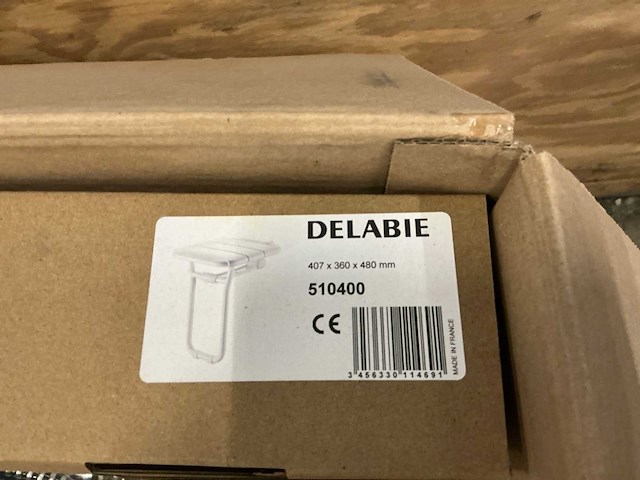 DELABIE
407 x 360 x 480 mm
510400
CE
3 456330 114691
MADE IN FRANCE